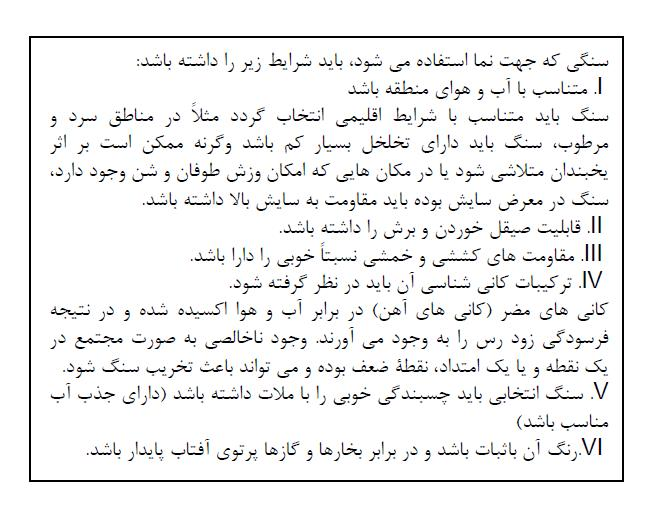 سنگی که جهت نما استفاده می شود، باید شرایط زیر را داشته باشد:
I. متناسب با آب و هوای منطقه باشد
سنگ باید متناسب با شرایط اقلیمی انتخاب گردد مثلاً در مناطق سرد و
مرطوب، سنگ باید دارای تخلخل بسیار کم باشد وگرنه ممکن است بر اثر
یخبندان متلاشی شود یا در مکان هایی که امکان وزش طوفان و شن وجود دارد،
سنگ در معرض سایش بوده باید مقاومت به سایش بالا داشته باشد.
II. قابلیت صیقل خوردن و برش را داشته باشد.
III. مقاومت های کششی و خمشی نسبتاً خوبی را دارا باشد.
IV. ترکیبات کانی شناسی آن باید در نظر گرفته شود.
کانی های مضر (کانی های آهن) در برابر آب و هوا اکسیده شده و در نتیجه
فرسودگی زود رس را به وجود می آورند. وجود ناخالصی به صورت مجتمع در
یک نقطه و یا یک امتداد، نقطهٔ ضعف بوده و می تواند باعث تخریب سنگ شود.
V. سنگ انتخابی باید چسبندگی خوبی را با ملات داشته باشد (دارای جذب آب
مناسب باشد)
VI.رنگ آن باثبات باشد و در برابر بخارها و گازها پرتوی آفتاب پایدار باشد.